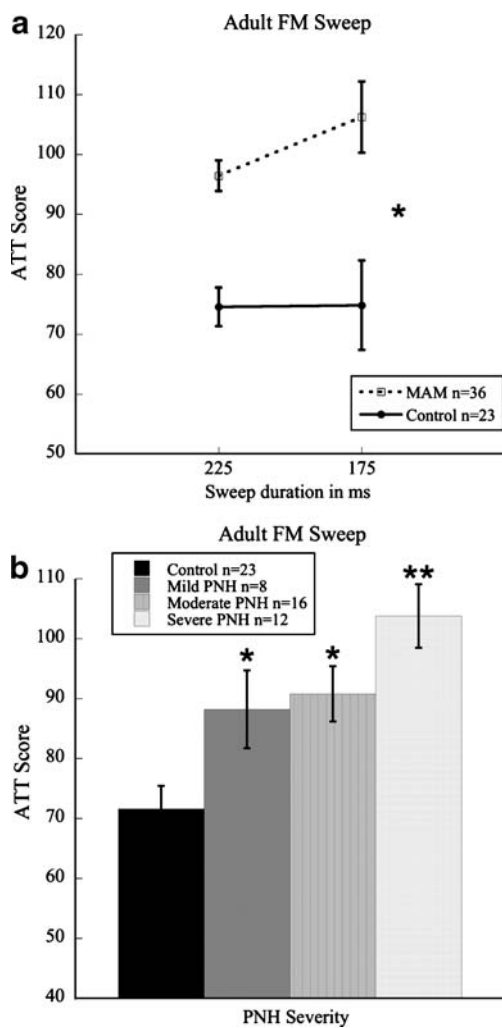 a
Adult FM Sweep
120
110
100
90
80
70
60
50
ATT Score
*
MAM n=36
Control n=23
225 175
Sweep duration in ms
Adult FM Sweep
b
110
100
90
80
70
60
50
40
ATT Score
Control n=23
Mild PNH n=8
Moderate PNH n=16
Severe PNH n=12
* * **
PNH Severity